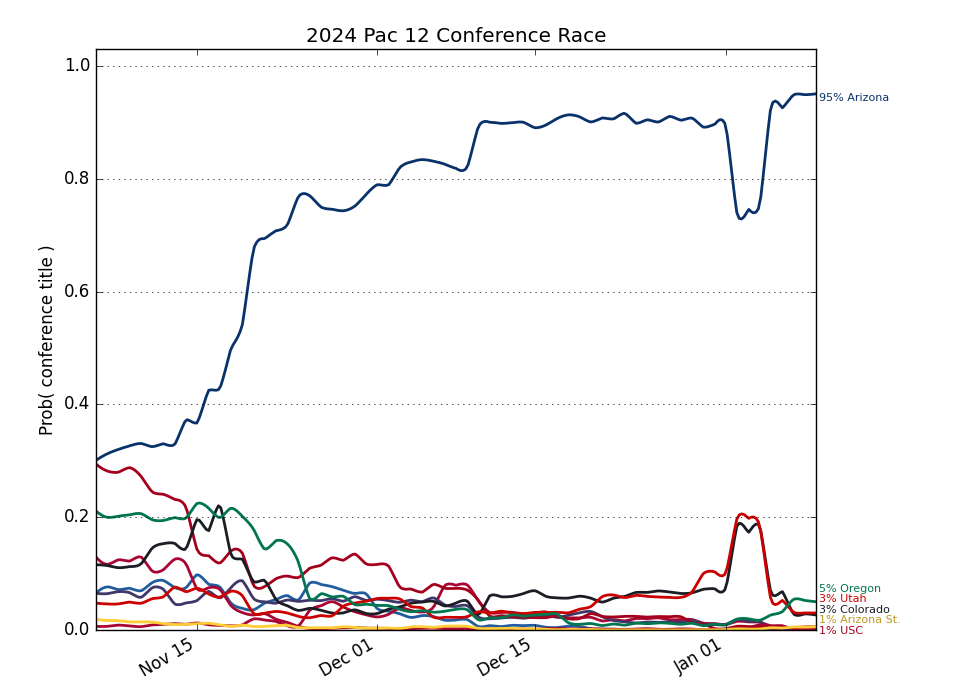 2024 Pac 12 Conference Race
Prob( conference title )
1.0
0.8
0.6
0.4
0.2
0.0
Nov 15
Dec 01
Dec 15
Jan 01
95% Arizona
5% Oregon
3% Utah
3% Colorado
1% Arizona St.
1% USC